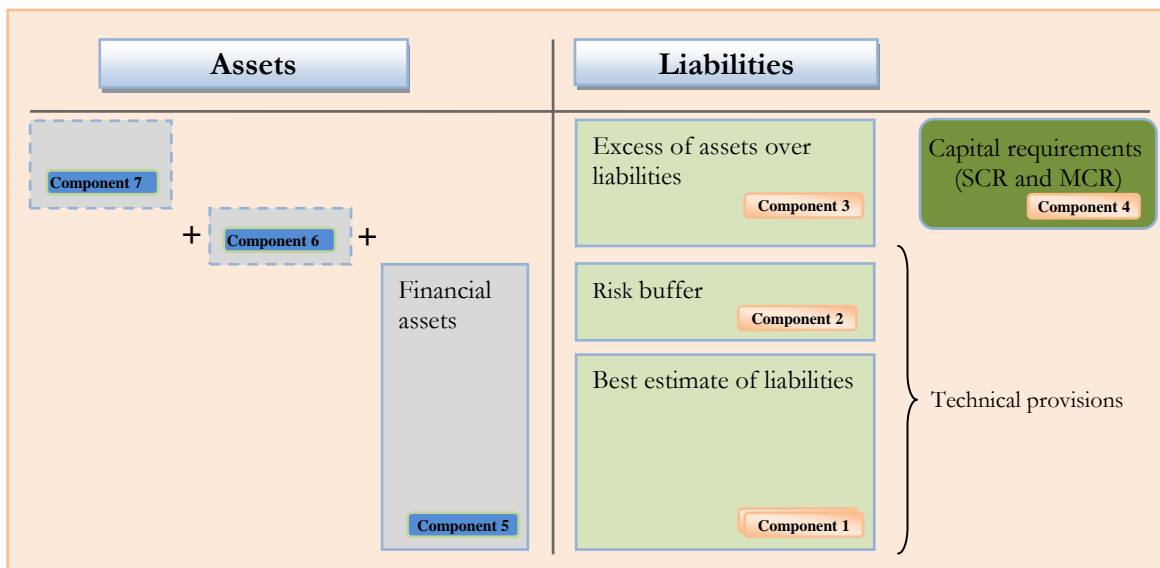 Assets
Liabilities
Component 7
+
Component 6
+
Financial
assets
Component 5
Excess of assets over
liabilities
Component 3
Capital requirements
(SCR and MCR)
Component 4
Risk buffer
Component 2
Best estimate of liabilities
Component 1
Technical provisions